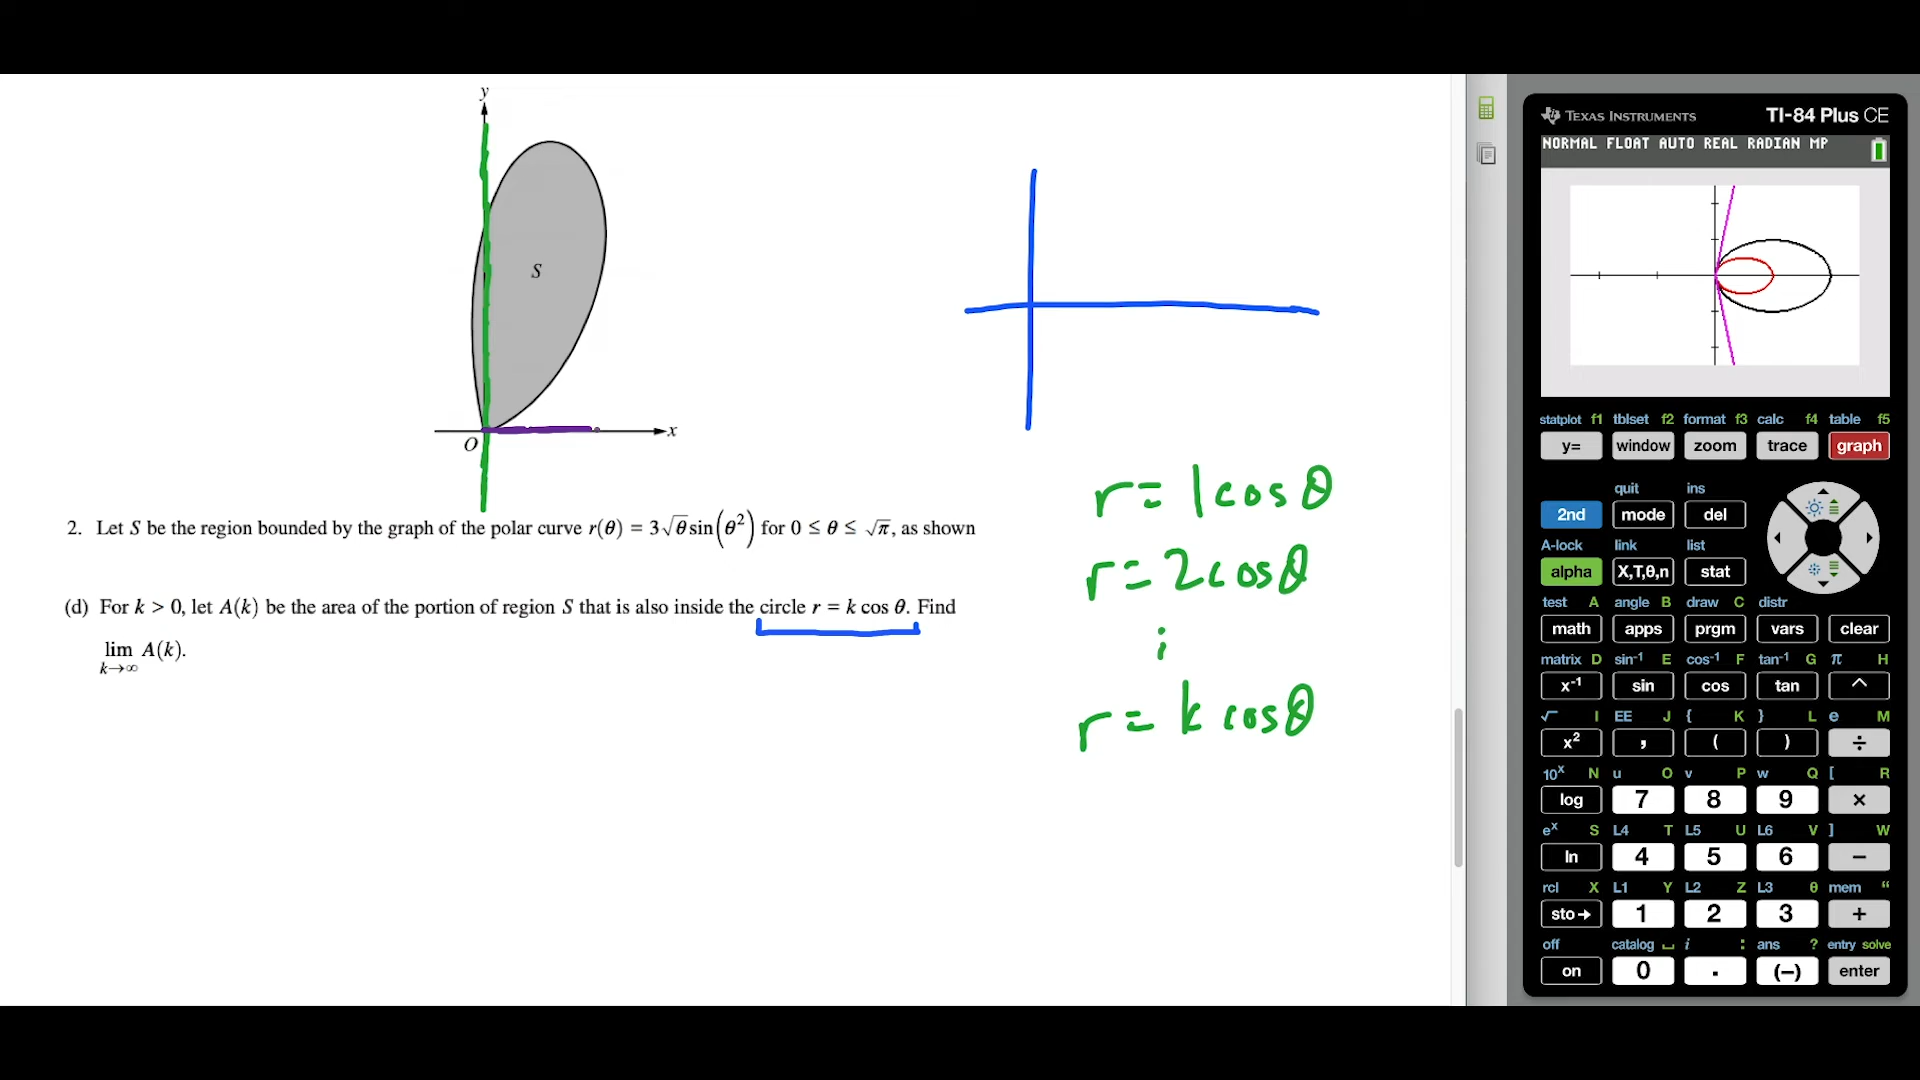 y
S
O
x
2. Let S be the region bounded by the graph of the polar curve r(θ) = 3√θ sin(θ²) for 0 ≤ θ ≤ √π, as shown
(d) For k > 0, let A(k) be the area of the portion of region S that is also inside the circle r = k cos θ. Find
lim A(k).
k→∞
r = 1 cos θ
r = 2 cos θ
⋮
r = k cos θ
TEXAS INSTRUMENTS TI-84 Plus CE
NORMAL FLOAT AUTO REAL RADIAN MP
statplot f1 tblset f2 format f3 calc f4 table f5
y= window zoom trace graph
quit ins
2nd mode del
A-lock link list
alpha X,T,θ,n stat
test A angle B draw C distr
math apps prgm vars clear
matrix D sin⁻¹ E cos⁻¹ F tan⁻¹ G π H
x⁻¹ sin cos tan ^
√ I EE J { K } L e M
x² , ( ) ÷
10ˣ N u O v P w Q [ R
log 7 8 9 ×
eˣ S L4 T L5 U L6 V ] W
ln 4 5 6 −
rcl X L1 Y L2 Z L3 θ mem "
sto→ 1 2 3 +
off catalog ⎵ i : ans ? entry solve
on 0 . (−) enter